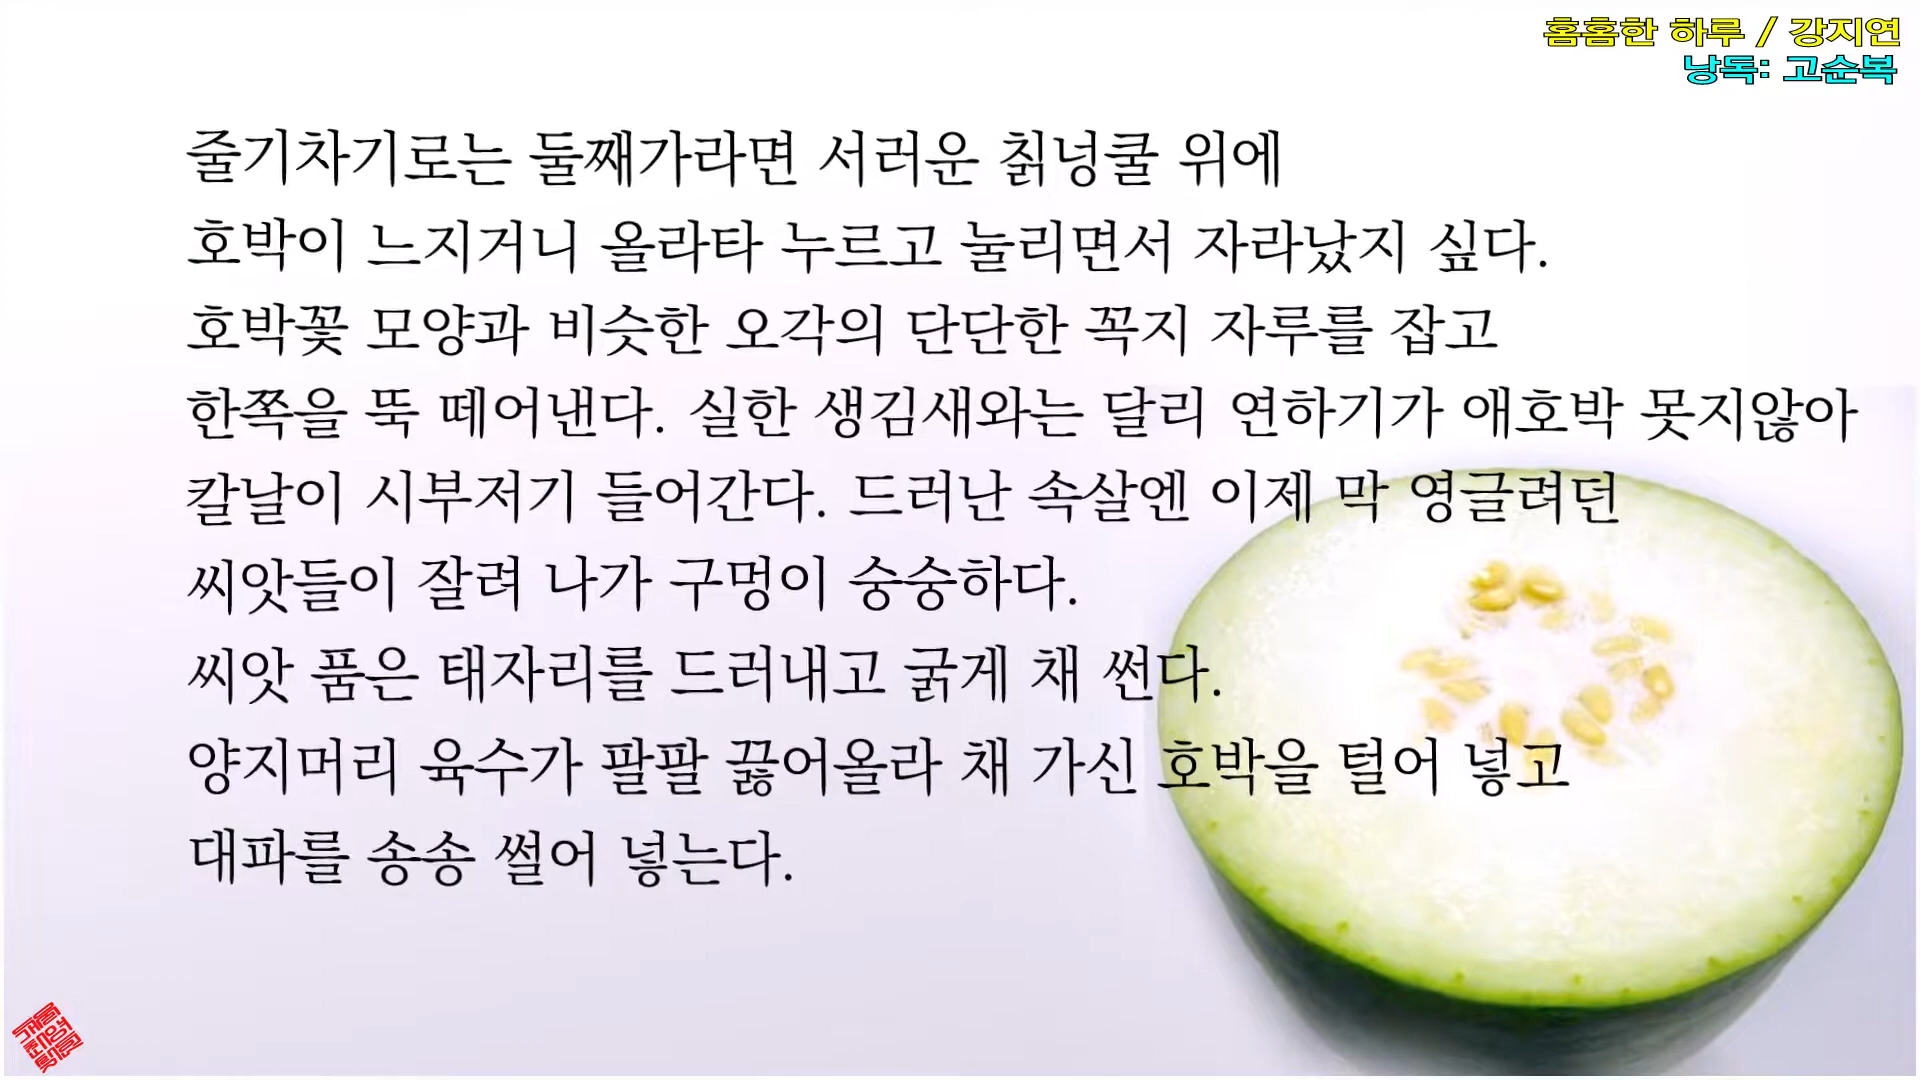 홈홈한 하루 / 강지연
낭독: 고순복
줄기차기로는 둘째가라면 서러운 칡넝쿨 위에
호박이 느지거니 올라타 누르고 눌리면서 자라났지 싶다.
호박꽃 모양과 비슷한 오각의 단단한 꼭지 자루를 잡고
한쪽을 뚝 떼어낸다. 실한 생김새와는 달리 연하기가 애호박 못지않아
칼날이 시부저기 들어간다. 드러난 속살엔 이제 막 영글려던
씨앗들이 잘려 나가 구멍이 숭숭하다.
씨앗 품은 태자리를 드러내고 굵게 채 썬다.
양지머리 육수가 팔팔 끓어올라 채 가신 호박을 털어 넣고
대파를 송송 썰어 넣는다.